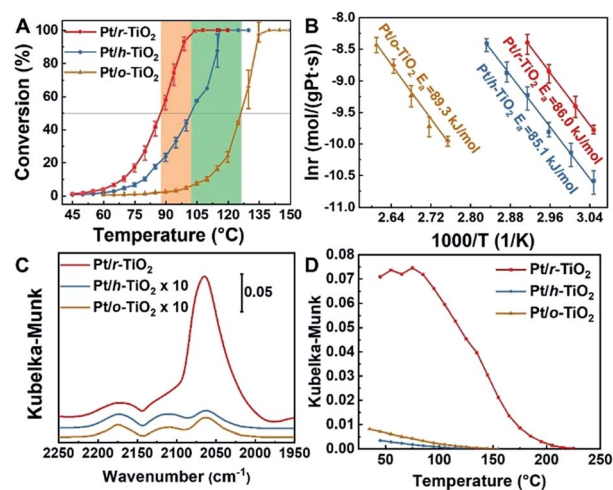 A
Pt/r-TiO₂
Pt/h-TiO₂
Pt/o-TiO₂
Conversion (%)
100
80
60
40
20
0
45 60 75 90 105 120 135 150
Temperature (°C)
B
Pt/o-TiO₂ Eₐ=89.3 kJ/mol
Pt/h-TiO₂ Eₐ=85.1 kJ/mol
Pt/r-TiO₂ Eₐ=86.0 kJ/mol
lnr (mol/(gPt·s))
-8.0
-8.5
-9.0
-9.5
-10.0
-10.5
-11.0
2.64 2.72 2.80 2.88 2.96 3.04
1000/T (1/K)
C
Pt/r-TiO₂
Pt/h-TiO₂ x 10
Pt/o-TiO₂ x 10
0.05
Kubelka-Munk
2250 2200 2150 2100 2050 2000 1950
Wavenumber (cm⁻¹)
D
Pt/r-TiO₂
Pt/h-TiO₂
Pt/o-TiO₂
Kubelka-Munk
0.08
0.07
0.06
0.05
0.04
0.03
0.02
0.01
0.00
50 100 150 200 250
Temperature (°C)